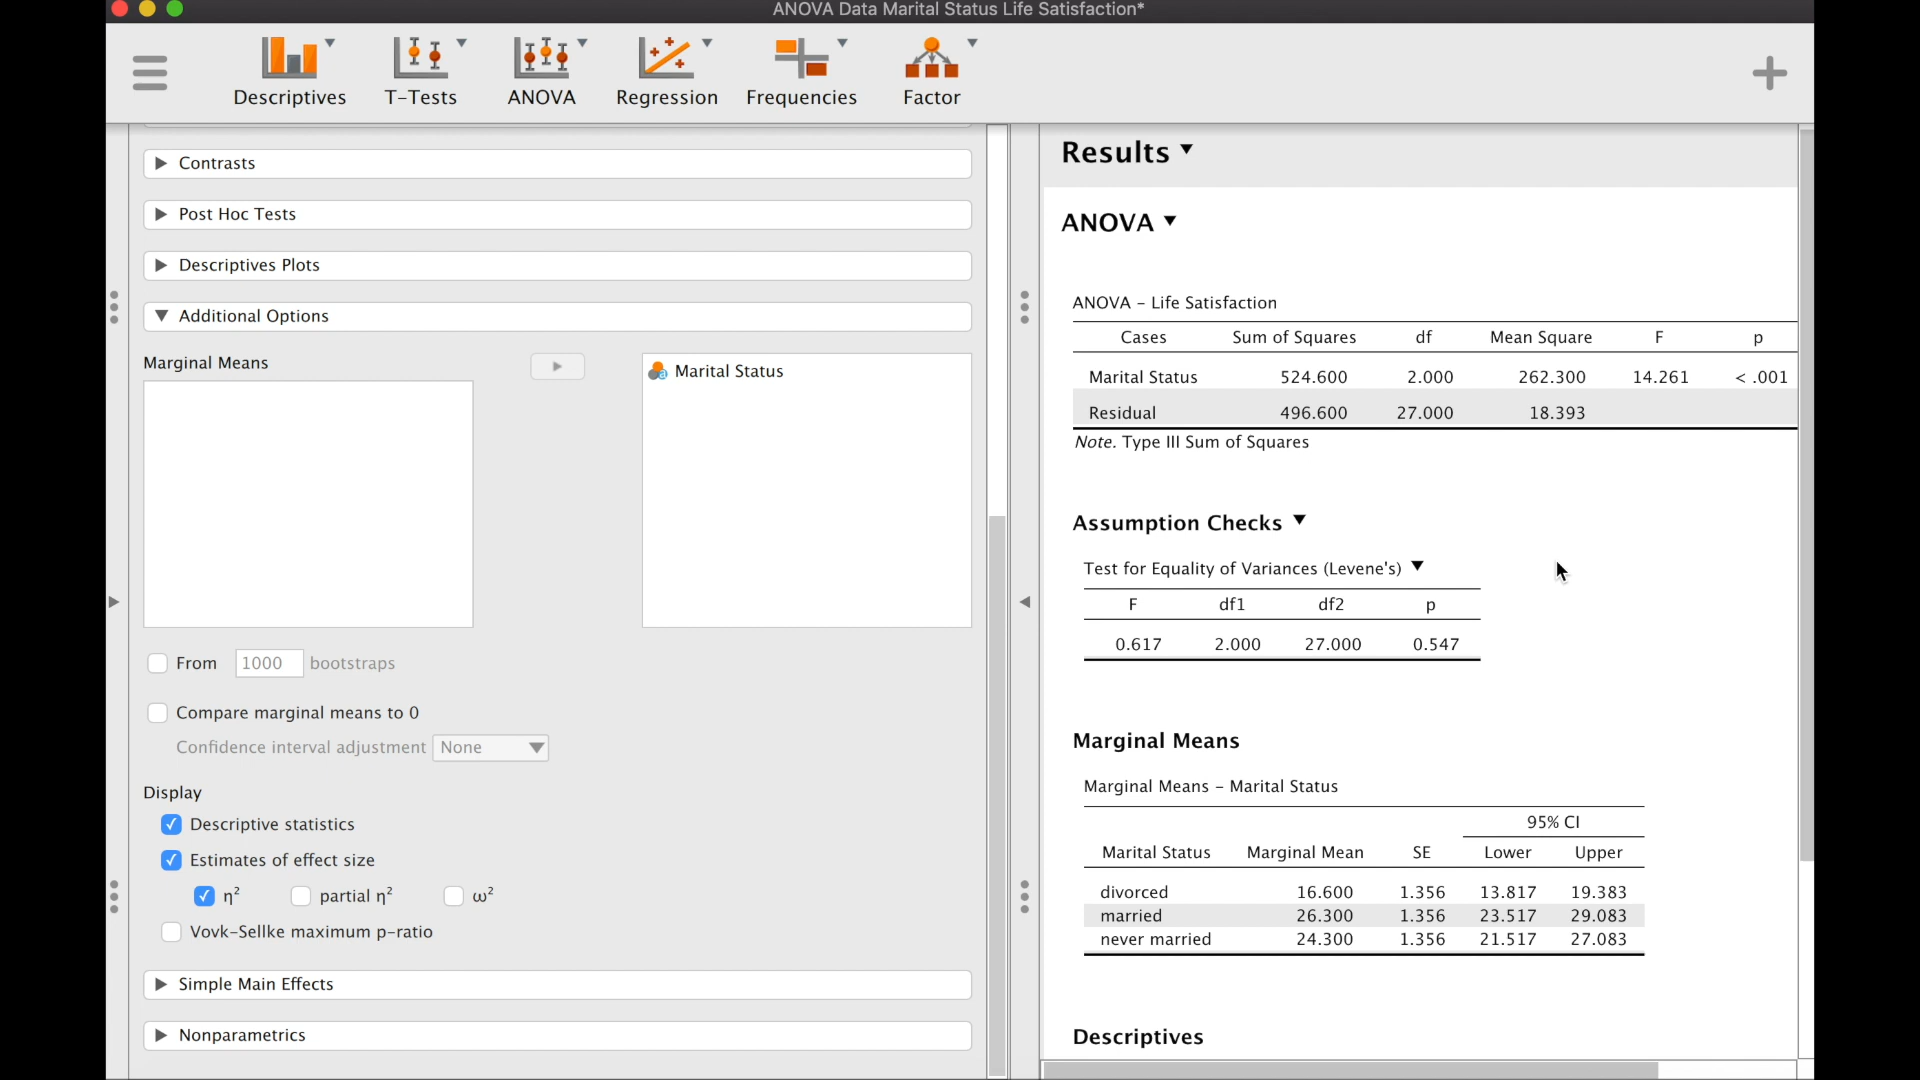 ANOVA Data Marital Status Life Satisfaction*
Descriptives T-Tests ANOVA Regression Frequencies Factor
Contrasts
Post Hoc Tests
Descriptives Plots
Additional Options
Marginal Means
Marital Status
From 1000 bootstraps
Compare marginal means to 0
Confidence interval adjustment None
Display
Descriptive statistics
Estimates of effect size
η² partial η² ω²
Vovk-Sellke maximum p-ratio
Simple Main Effects
Nonparametrics
Results
ANOVA
ANOVA - Life Satisfaction
Cases Sum of Squares df Mean Square F p
Marital Status 524.600 2.000 262.300 14.261 < .001
Residual 496.600 27.000 18.393
Note. Type III Sum of Squares
Assumption Checks
Test for Equality of Variances (Levene's)
F df1 df2 p
0.617 2.000 27.000 0.547
Marginal Means
Marginal Means - Marital Status
95% CI
Marital Status Marginal Mean SE Lower Upper
divorced 16.600 1.356 13.817 19.383
married 26.300 1.356 23.517 29.083
never married 24.300 1.356 21.517 27.083
Descriptives